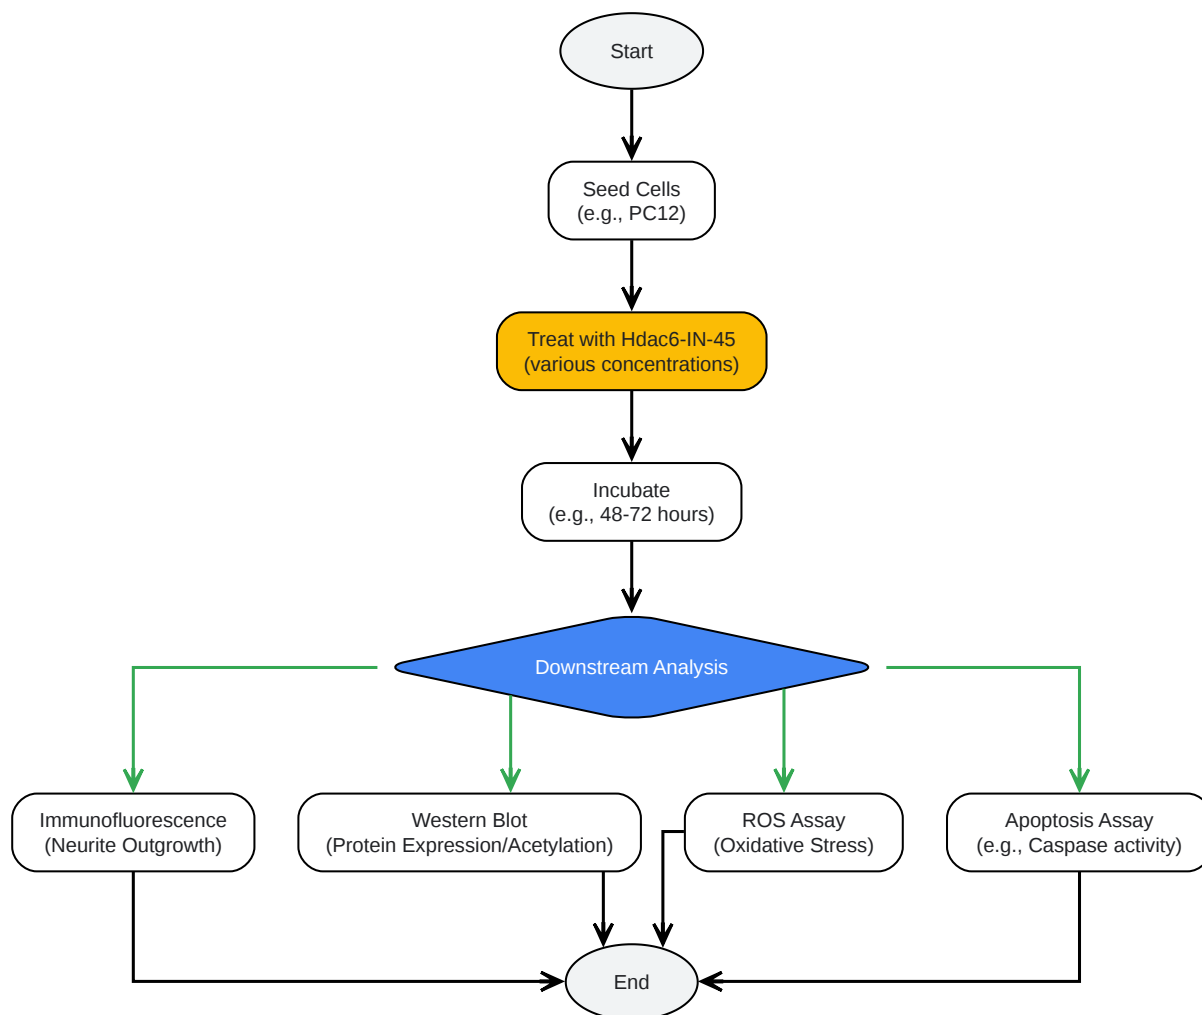 Start
Seed Cells
(e.g., PC12)
Treat with Hdac6-IN-45
(various concentrations)
Incubate
(e.g., 48-72 hours)
Downstream Analysis
Immunofluorescence
(Neurite Outgrowth)
Western Blot
(Protein Expression/Acetylation)
ROS Assay
(Oxidative Stress)
Apoptosis Assay
(e.g., Caspase activity)
End